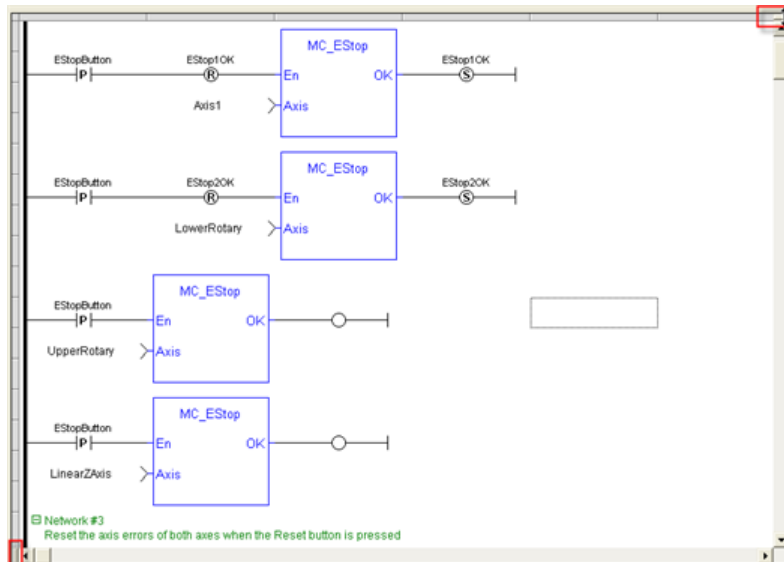 MC_EStop
EStopButton EStop1OK EStop1OK
P R En OK S
Axis1 Axis
MC_EStop
EStopButton EStop2OK EStop2OK
P R En OK S
LowerRotary Axis
MC_EStop
EStopButton
P En OK
UpperRotary Axis
MC_EStop
EStopButton
P En OK
LinearZAxis Axis
Network #3
Reset the axis errors of both axes when the Reset button is pressed